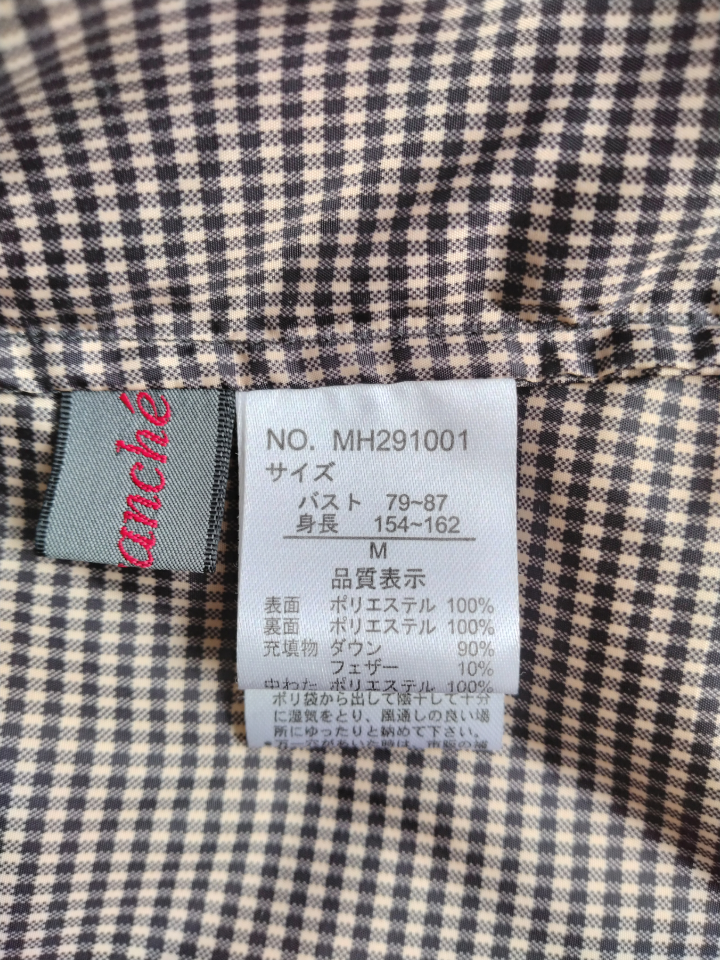 anché
NO. MH291001
サイズ
バスト 79~87
身長 154~162
M
品質表示
表面 ポリエステル 100%
裏面 ポリエステル 100%
充填物 ダウン 90%
フェザー 10%
中わた ポリエステル 100%
ポリ袋から出して陰干しで十分
に湿気をとり、風通しの良い場
所にゆったりと納めて下さい。